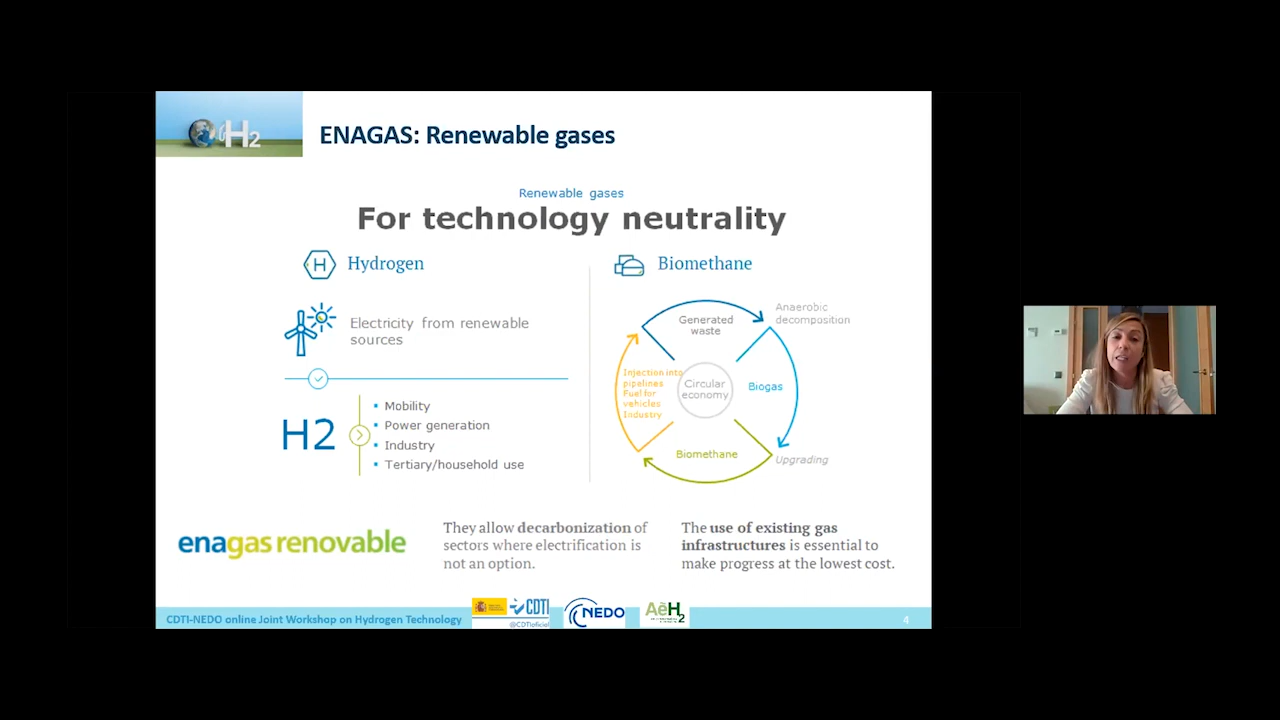 H2
ENAGAS: Renewable gases
Renewable gases
For technology neutrality
H
Hydrogen
Electricity from renewable
sources
H2
• Mobility
• Power generation
• Industry
• Tertiary/household use
Biomethane
Generated
waste
Anaerobic
decomposition
Injection into
pipelines
Fuel for
vehicles
Industry
Circular
economy
Biogas
Biomethane
Upgrading
enagas renovable
They allow decarbonization of
sectors where electrification is
not an option.
The use of existing gas
infrastructures is essential to
make progress at the lowest cost.
CDTI-NEDO online Joint Workshop on Hydrogen Technology
CDTI
@CDTIoficial
NEDO
AeH2
4